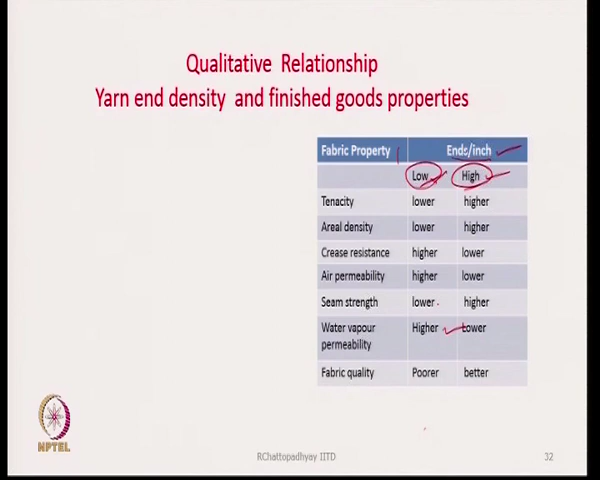 Qualitative Relationship
Yarn end density and finished goods properties
Fabric Property Ends/inch
Low High
Tenacity lower higher
Areal density lower higher
Crease resistance higher lower
Air permeability higher lower
Seam strength lower higher
Water vapour permeability Higher Lower
Fabric quality Poorer better
NPTEL
RChattopadhyay IITD
32